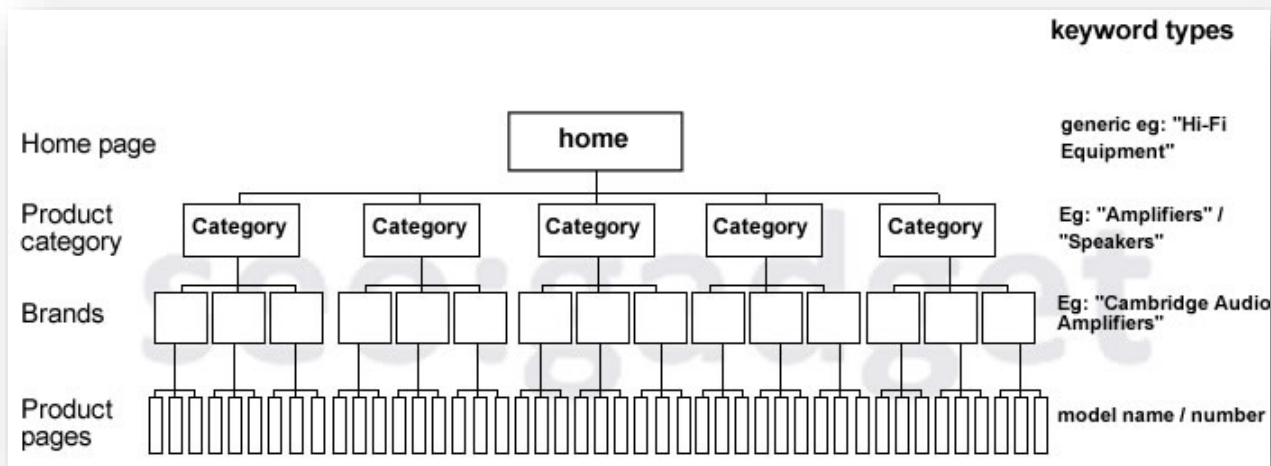 keyword types
Home page
home
generic eg: "Hi-Fi
Equipment"
Product
category
Category
Category
Category
Category
Category
Eg: "Amplifiers" /
"Speakers"
Brands
Eg: "Cambridge Audio
Amplifiers"
Product
pages
model name / number
seo:gadget